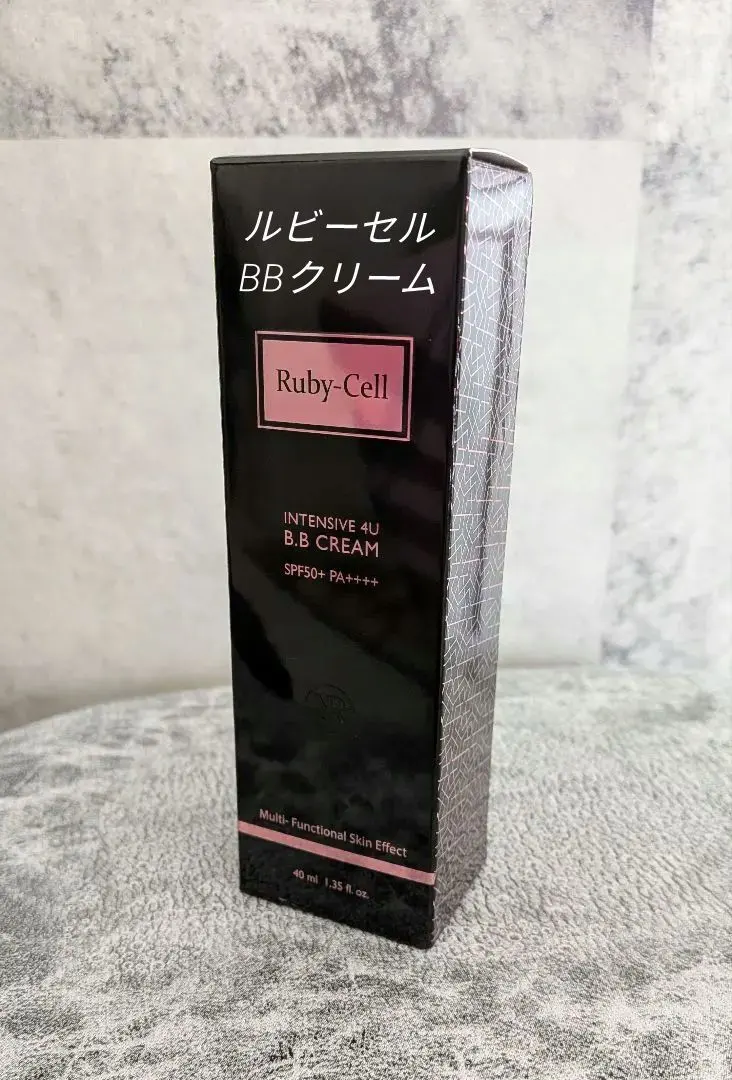 ルビーセル
BBクリーム
Ruby-Cell
INTENSIVE 4U
B.B CREAM
SPF50+ PA++++
Multi- Functional Skin Effect
40 ml 1.35 fl. oz.